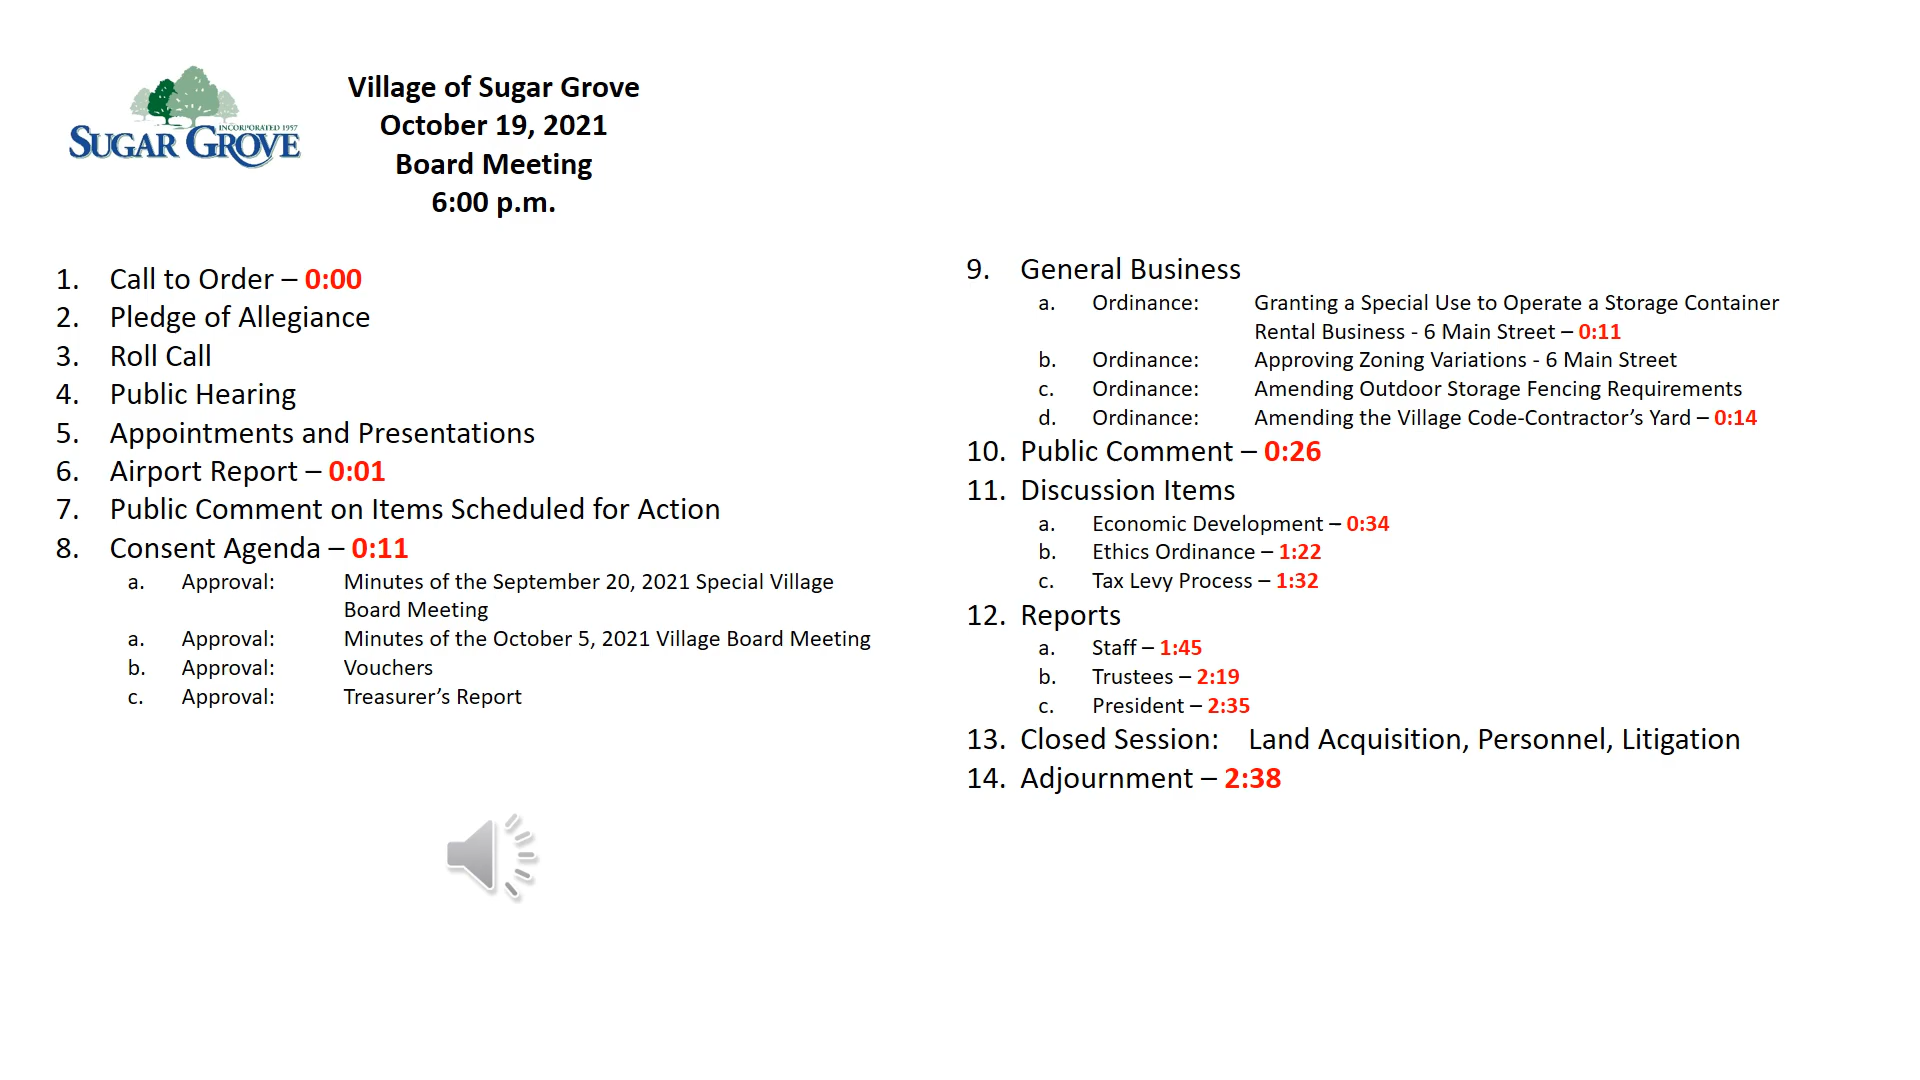 INCORPORATED 1957
SUGAR GROVE
Village of Sugar Grove
October 19, 2021
Board Meeting
6:00 p.m.
1. Call to Order – 0:00
2. Pledge of Allegiance
3. Roll Call
4. Public Hearing
5. Appointments and Presentations
6. Airport Report – 0:01
7. Public Comment on Items Scheduled for Action
8. Consent Agenda – 0:11
a. Approval: Minutes of the September 20, 2021 Special Village
Board Meeting
a. Approval: Minutes of the October 5, 2021 Village Board Meeting
b. Approval: Vouchers
c. Approval: Treasurer’s Report
9. General Business
a. Ordinance: Granting a Special Use to Operate a Storage Container
Rental Business - 6 Main Street – 0:11
b. Ordinance: Approving Zoning Variations - 6 Main Street
c. Ordinance: Amending Outdoor Storage Fencing Requirements
d. Ordinance: Amending the Village Code-Contractor’s Yard – 0:14
10. Public Comment – 0:26
11. Discussion Items
a. Economic Development – 0:34
b. Ethics Ordinance – 1:22
c. Tax Levy Process – 1:32
12. Reports
a. Staff – 1:45
b. Trustees – 2:19
c. President – 2:35
13. Closed Session: Land Acquisition, Personnel, Litigation
14. Adjournment – 2:38